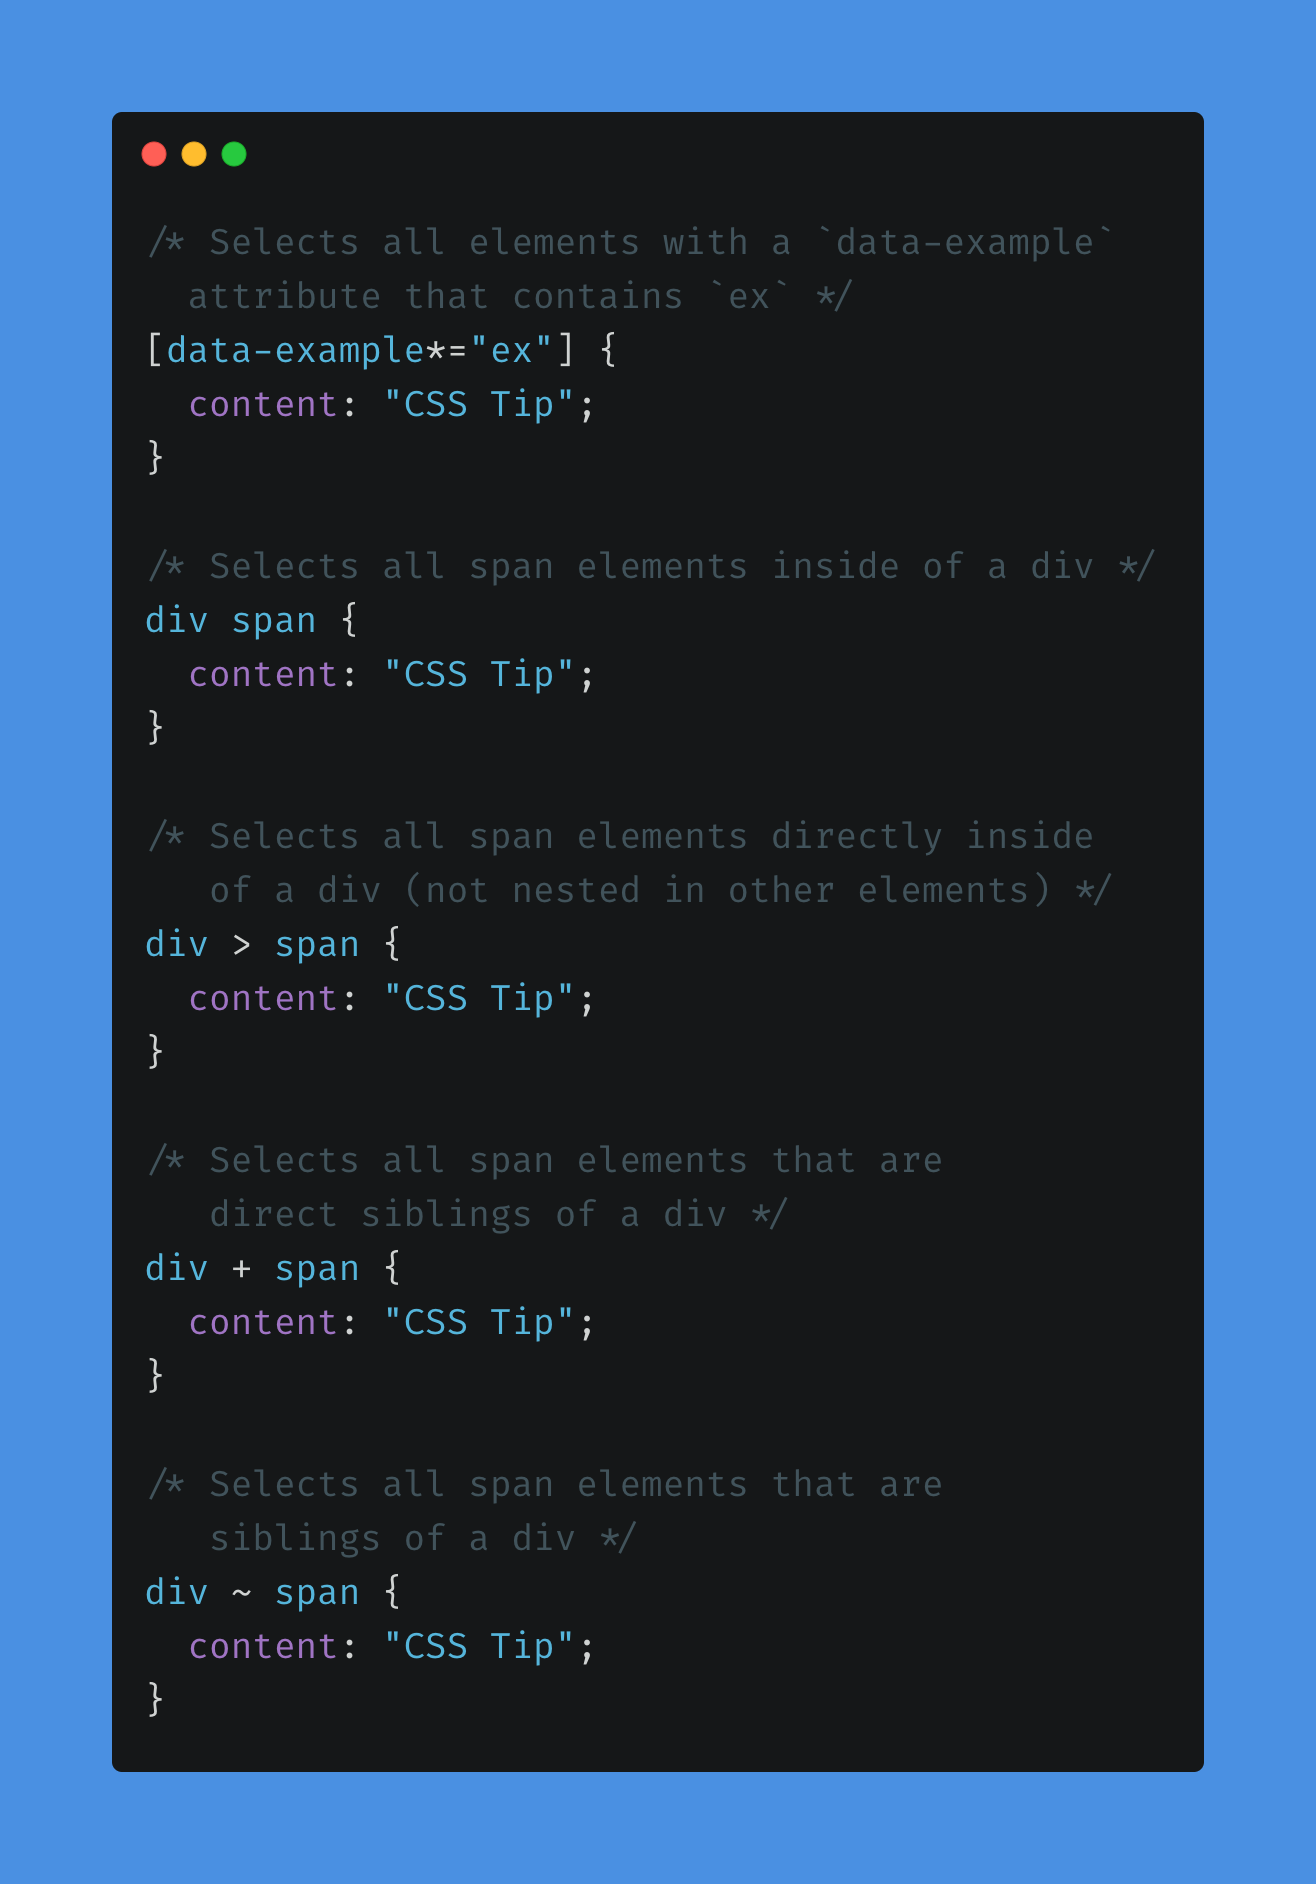 /* Selects all elements with a `data-example`
  attribute that contains `ex` */
[data-example*="ex"] {
  content: "CSS Tip";
}

/* Selects all span elements inside of a div */
div span {
  content: "CSS Tip";
}

/* Selects all span elements directly inside
   of a div (not nested in other elements) */
div > span {
  content: "CSS Tip";
}

/* Selects all span elements that are
   direct siblings of a div */
div + span {
  content: "CSS Tip";
}

/* Selects all span elements that are
   siblings of a div */
div ~ span {
  content: "CSS Tip";
}